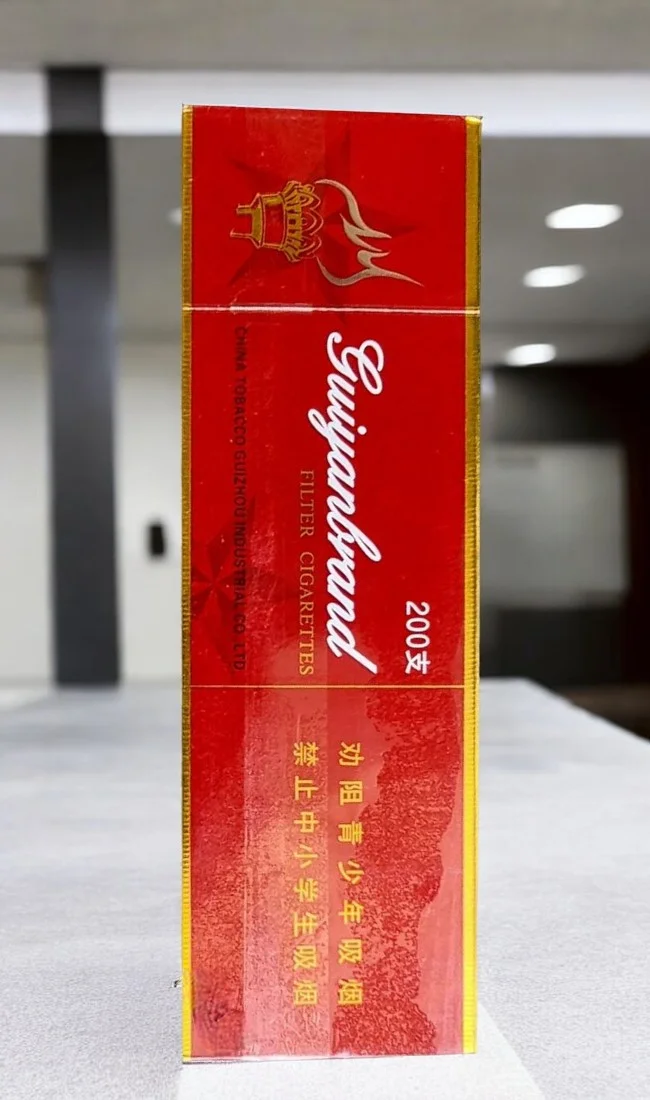 200支
Guiyanbrand
FILTER CIGARETTES
CHINA TOBACCO GUIZHOU INDUSTRIAL CO.,LTD.
劝阻青少年吸烟
禁止中小学生吸烟